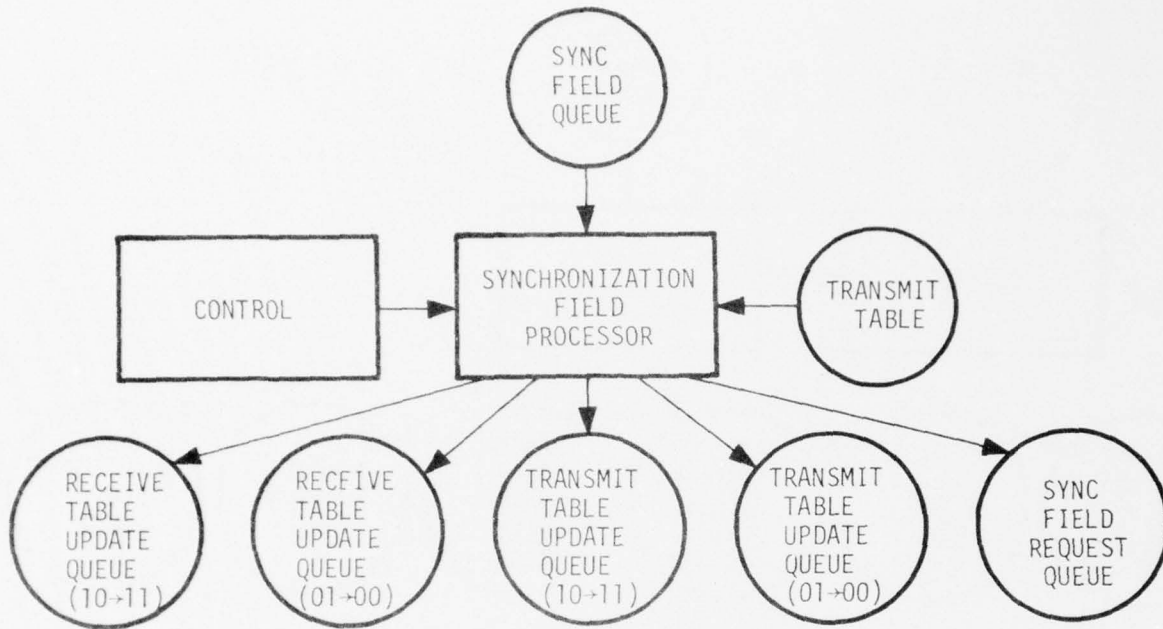 SYNC
FIELD
QUEUE
CONTROL
SYNCHRONIZATION
FIELD
PROCESSOR
TRANSMIT
TABLE
RECEIVE
TABLE
UPDATE
QUEUE
(10→11)
RECFIVE
TABLE
UPDATE
QUEUE
(01→00)
TRANSMIT
TABLE
UPDATE
QUEUE
(10→11)
TRANSMIT
TABLE
UPDATE
QUEUE
(01→00)
SYNC
FIELD
REQUEST
QUEUE